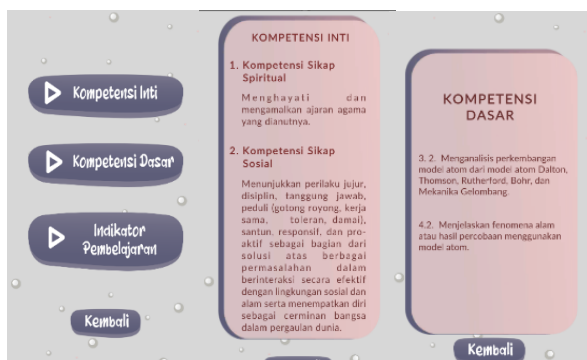 Kompetensi Inti
Kompetensi Dasar
Indikator
Pembelajaran
Kembali
KOMPETENSI INTI
1. Kompetensi Sikap
Spiritual
Menghayati dan
mengamalkan ajaran agama
yang dianutnya.
2. Kompetensi Sikap
Sosial
Menunjukkan perilaku jujur,
disiplin, tanggung jawab,
peduli (gotong royong, kerja
sama, toleran, damai),
santun, responsif, dan pro-
aktif sebagai bagian dari
solusi atas berbagai
permasalahan dalam
berinteraksi secara efektif
dengan lingkungan sosial dan
alam serta menempatkan diri
sebagai cerminan bangsa
dalam pergaulan dunia.
KOMPETENSI
DASAR
3. 2. Menganalisis perkembangan
model atom dari model atom Dalton,
Thomson, Rutherford, Bohr, dan
Mekanika Gelombang.
4.2. Menjelaskan fenomena alam
atau hasil percobaan menggunakan
model atom.
Kembali